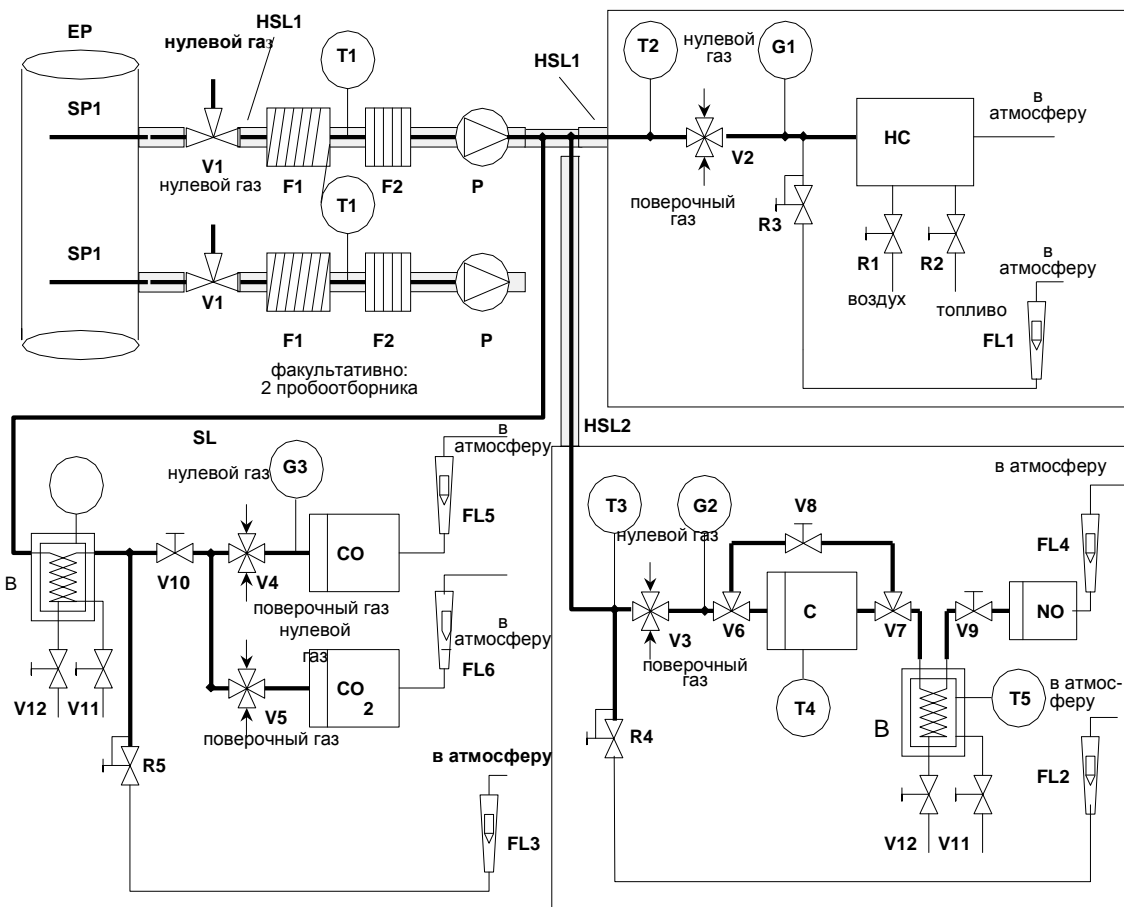 EP
HSL1
нулевой газ
T1
SP1
V1
нулевой газ
F1
F2
P
T1
SP1
V1
F1
F2
P
факультативно:
2 пробоотборника
HSL1
T2
нулевой
газ
G1
V2
поверочный
газ
HC
в
атмосферу
R3
R1
воздух
R2
топливо
в
атмосферу
FL1
HSL2
SL
нулевой газ
G3
в
атмосферу
FL5
B
V10
V4
CO
поверочный газ
нулевой
газ
в
атмосферу
FL6
V12
V11
V5
CO
2
поверочный газ
R5
в атмосферу
FL3
T3
G2
нулевой газ
V8
в атмосферу
FL4
V3
поверочный
газ
V6
C
V7
V9
NO
T4
T5
в атмос-
феру
B
R4
FL2
V12
V11